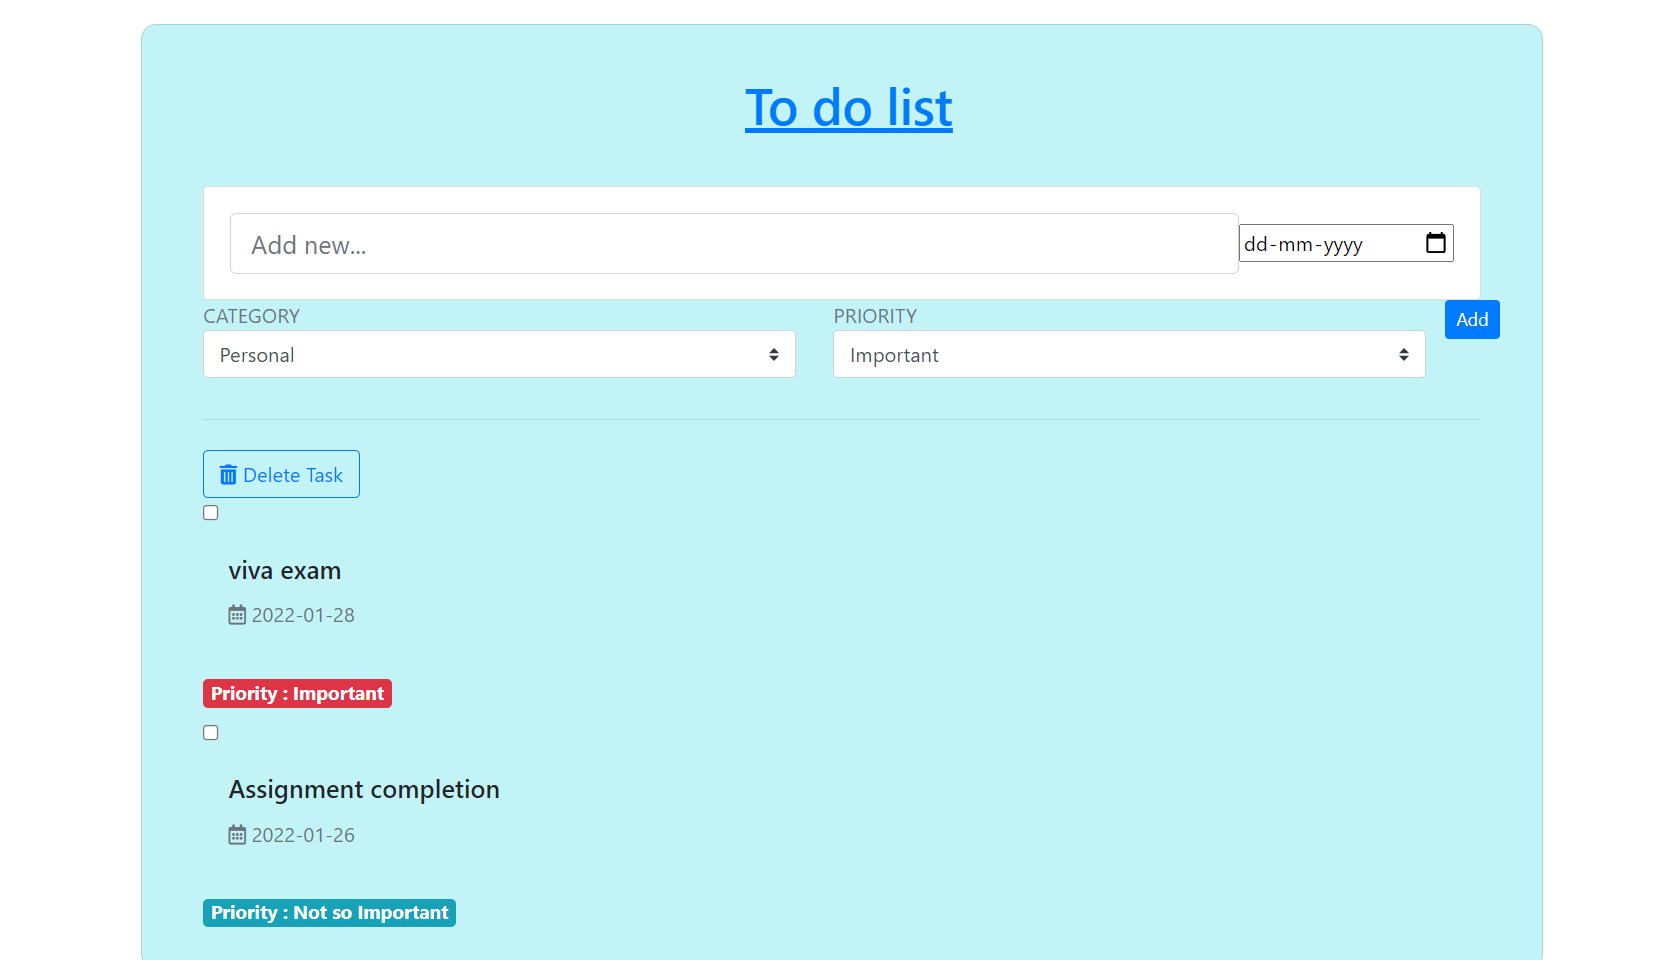 To do list
Add new...
dd-mm-yyyy
CATEGORY
PRIORITY
Add
Personal
Important
Delete Task
viva exam
2022-01-28
Priority : Important
Assignment completion
2022-01-26
Priority : Not so Important